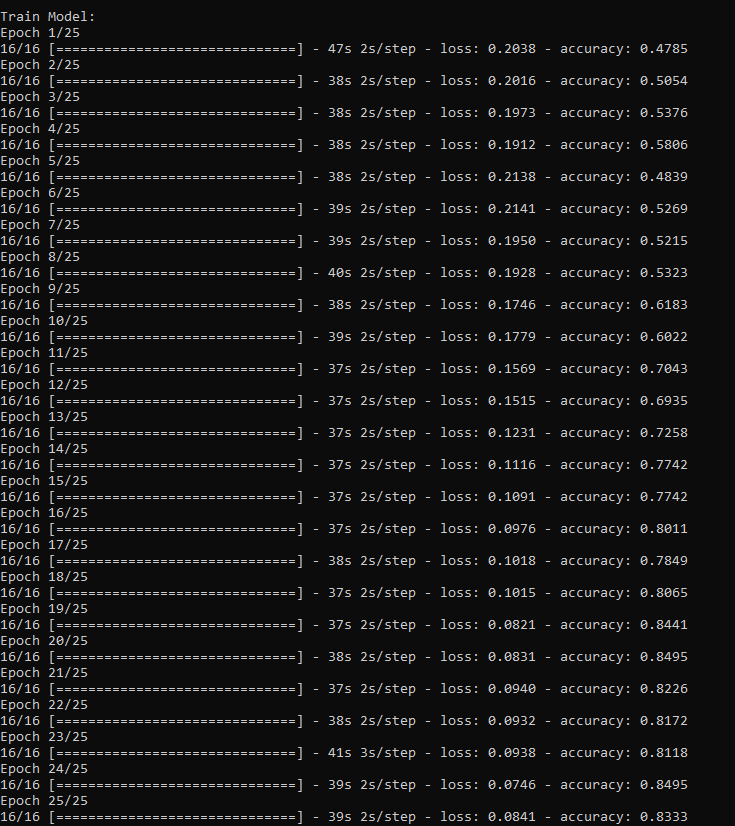 Train Model:
Epoch 1/25
16/16 [==============================] - 47s 2s/step - loss: 0.2038 - accuracy: 0.4785
Epoch 2/25
16/16 [==============================] - 38s 2s/step - loss: 0.2016 - accuracy: 0.5054
Epoch 3/25
16/16 [==============================] - 38s 2s/step - loss: 0.1973 - accuracy: 0.5376
Epoch 4/25
16/16 [==============================] - 38s 2s/step - loss: 0.1912 - accuracy: 0.5806
Epoch 5/25
16/16 [==============================] - 38s 2s/step - loss: 0.2138 - accuracy: 0.4839
Epoch 6/25
16/16 [==============================] - 39s 2s/step - loss: 0.2141 - accuracy: 0.5269
Epoch 7/25
16/16 [==============================] - 39s 2s/step - loss: 0.1950 - accuracy: 0.5215
Epoch 8/25
16/16 [==============================] - 40s 2s/step - loss: 0.1928 - accuracy: 0.5323
Epoch 9/25
16/16 [==============================] - 38s 2s/step - loss: 0.1746 - accuracy: 0.6183
Epoch 10/25
16/16 [==============================] - 39s 2s/step - loss: 0.1779 - accuracy: 0.6022
Epoch 11/25
16/16 [==============================] - 37s 2s/step - loss: 0.1569 - accuracy: 0.7043
Epoch 12/25
16/16 [==============================] - 37s 2s/step - loss: 0.1515 - accuracy: 0.6935
Epoch 13/25
16/16 [==============================] - 37s 2s/step - loss: 0.1231 - accuracy: 0.7258
Epoch 14/25
16/16 [==============================] - 37s 2s/step - loss: 0.1116 - accuracy: 0.7742
Epoch 15/25
16/16 [==============================] - 37s 2s/step - loss: 0.1091 - accuracy: 0.7742
Epoch 16/25
16/16 [==============================] - 37s 2s/step - loss: 0.0976 - accuracy: 0.8011
Epoch 17/25
16/16 [==============================] - 38s 2s/step - loss: 0.1018 - accuracy: 0.7849
Epoch 18/25
16/16 [==============================] - 37s 2s/step - loss: 0.1015 - accuracy: 0.8065
Epoch 19/25
16/16 [==============================] - 37s 2s/step - loss: 0.0821 - accuracy: 0.8441
Epoch 20/25
16/16 [==============================] - 38s 2s/step - loss: 0.0831 - accuracy: 0.8495
Epoch 21/25
16/16 [==============================] - 37s 2s/step - loss: 0.0940 - accuracy: 0.8226
Epoch 22/25
16/16 [==============================] - 38s 2s/step - loss: 0.0932 - accuracy: 0.8172
Epoch 23/25
16/16 [==============================] - 41s 3s/step - loss: 0.0938 - accuracy: 0.8118
Epoch 24/25
16/16 [==============================] - 39s 2s/step - loss: 0.0746 - accuracy: 0.8495
Epoch 25/25
16/16 [==============================] - 39s 2s/step - loss: 0.0841 - accuracy: 0.8333